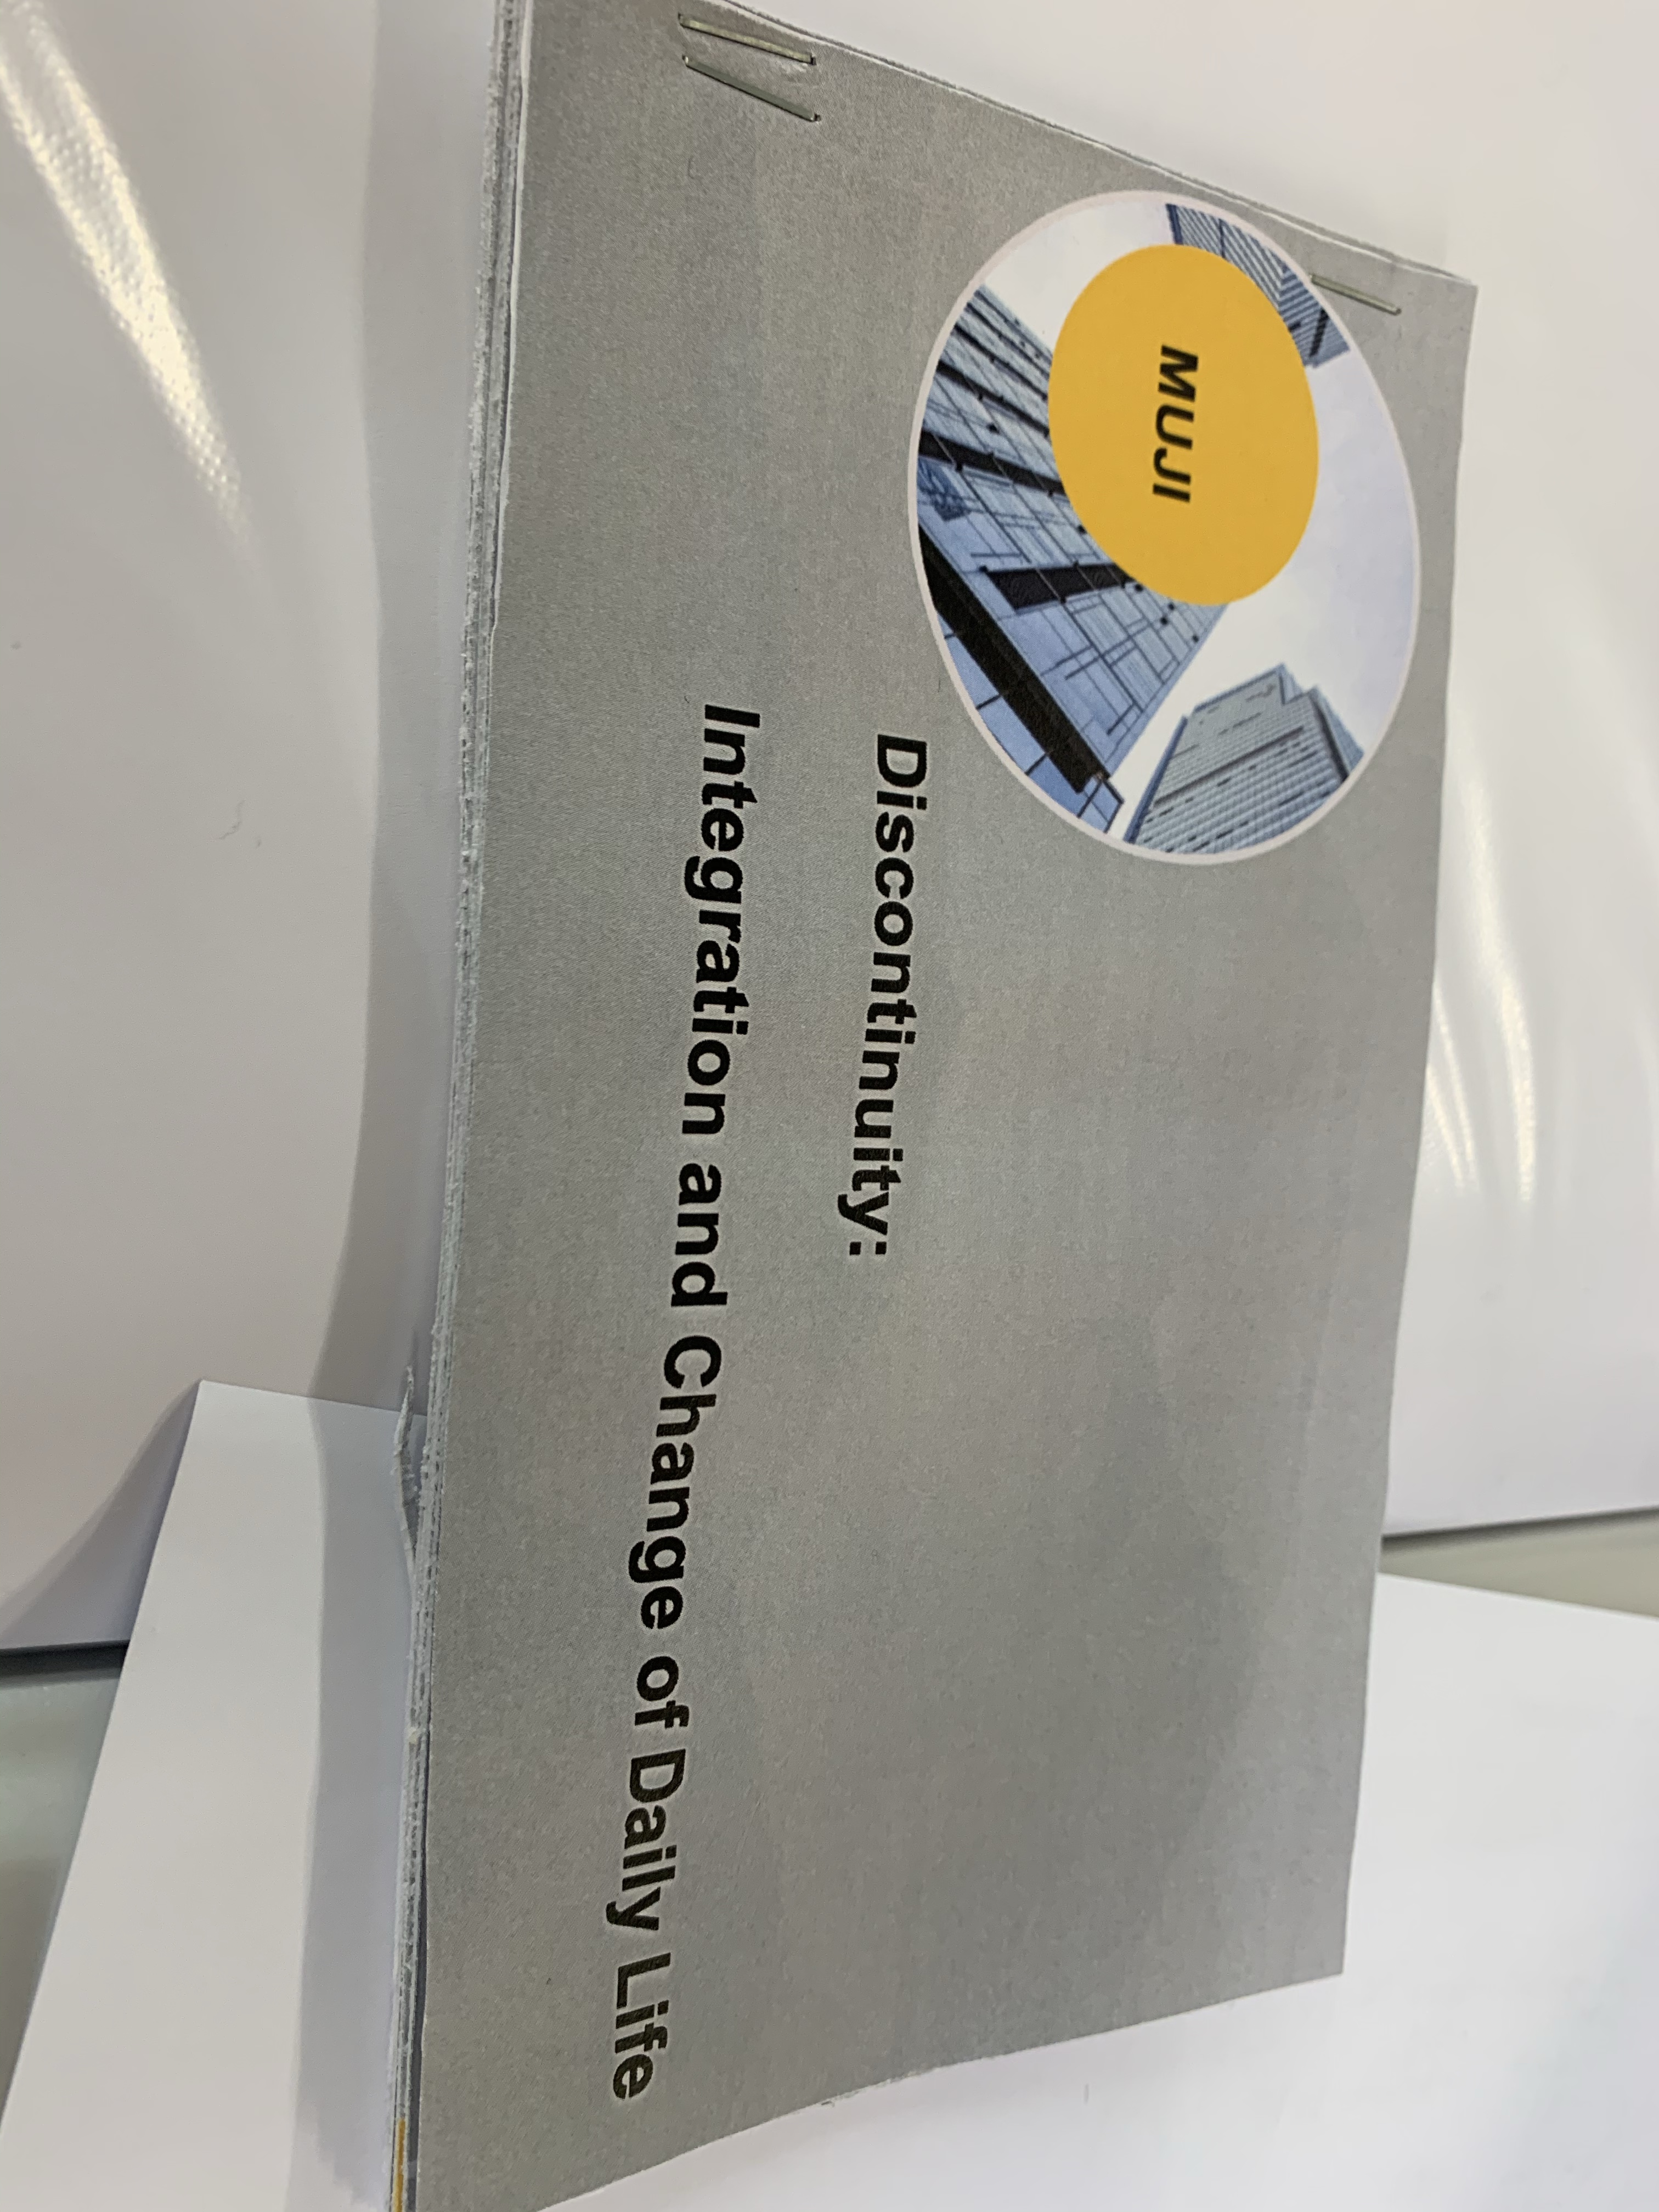 MUJI
Discontinuity:
Integration and Change of Daily Life